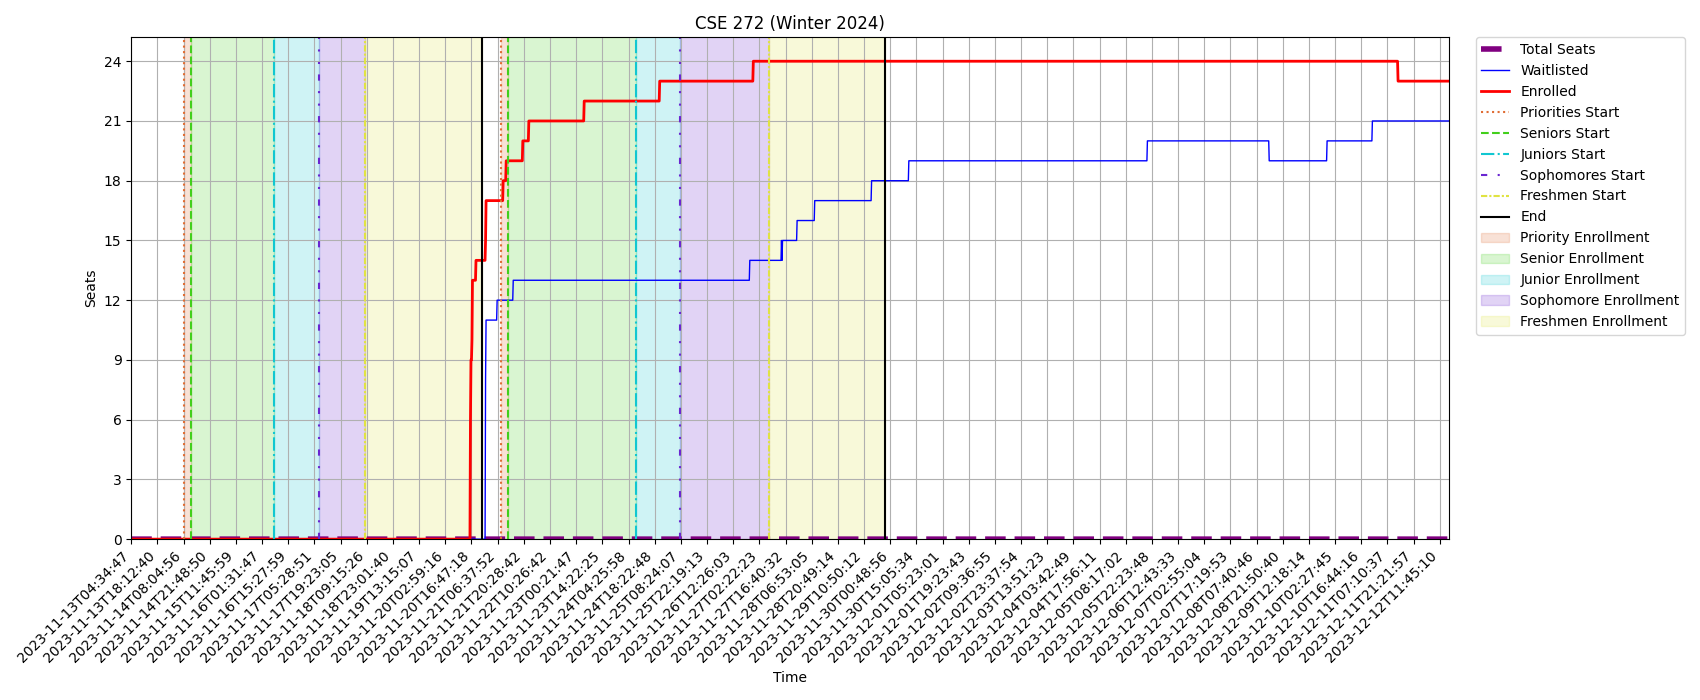 CSE 272 (Winter 2024)
Seats
24
21
18
15
12
9
6
3
0
2023-11-13T04:34:47
2023-11-13T18:12:40
2023-11-14T08:04:56
2023-11-14T21:48:50
2023-11-15T11:45:59
2023-11-16T01:31:47
2023-11-16T15:27:59
2023-11-17T05:28:51
2023-11-17T19:23:05
2023-11-18T09:15:26
2023-11-18T23:01:40
2023-11-19T13:15:07
2023-11-20T02:59:16
2023-11-20T16:47:18
2023-11-21T06:37:52
2023-11-21T20:28:42
2023-11-22T10:26:42
2023-11-23T00:21:47
2023-11-23T14:22:25
2023-11-24T04:25:58
2023-11-24T18:22:48
2023-11-25T08:24:07
2023-11-25T22:19:13
2023-11-26T12:26:03
2023-11-27T02:22:23
2023-11-27T16:40:32
2023-11-28T06:53:05
2023-11-28T20:49:14
2023-11-29T10:50:12
2023-11-30T00:48:56
2023-11-30T15:05:34
2023-12-01T05:23:01
2023-12-01T19:23:43
2023-12-02T09:36:55
2023-12-02T23:37:54
2023-12-03T13:51:23
2023-12-04T03:42:49
2023-12-04T17:56:11
2023-12-05T08:17:02
2023-12-05T22:23:48
2023-12-06T12:43:33
2023-12-07T02:55:04
2023-12-07T17:19:53
2023-12-08T07:40:46
2023-12-08T21:50:40
2023-12-09T12:18:14
2023-12-10T02:27:45
2023-12-10T16:44:16
2023-12-11T07:10:37
2023-12-11T21:21:57
2023-12-12T11:45:10
Time
Total Seats
Waitlisted
Enrolled
Priorities Start
Seniors Start
Juniors Start
Sophomores Start
Freshmen Start
End
Priority Enrollment
Senior Enrollment
Junior Enrollment
Sophomore Enrollment
Freshmen Enrollment